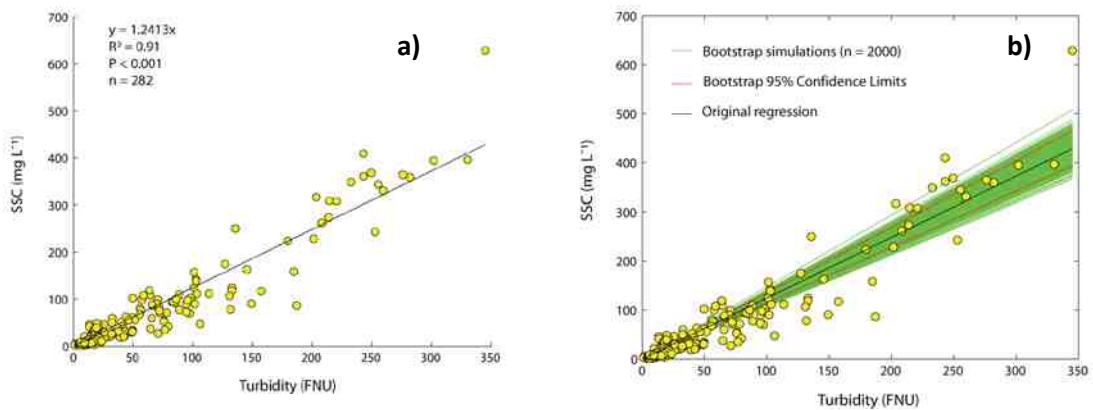 700
600
500
400
300
200
100
0
SSC (mg L⁻¹)
y = 1.2413x
R² = 0.91
P < 0.001
n = 282
a)
0 50 100 150 200 250 300 350
Turbidity (FNU)
700
600
500
400
300
200
100
0
SSC (mg L⁻¹)
b)
Bootstrap simulations (n = 2000)
Bootstrap 95% Confidence Limits
Original regression
0 50 100 150 200 250 300 350
Turbidity (FNU)